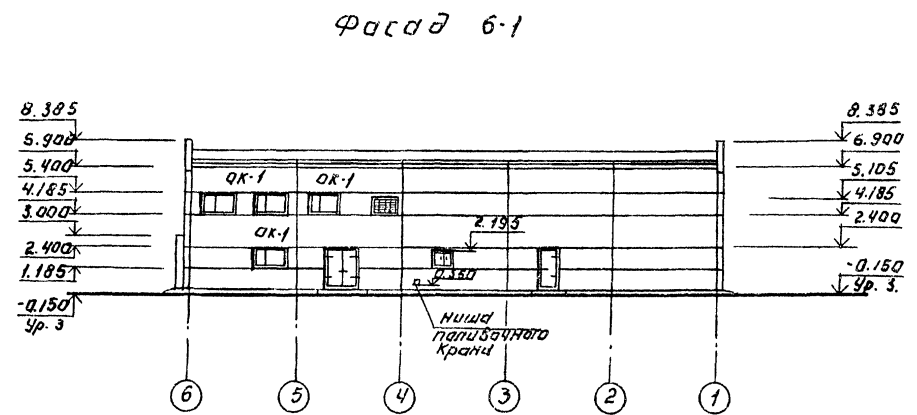 Фасад 6-1
8.385
6.900
5.400
4.185
3.000
2.400
1.185
-0.150
Ур. 3
ОК-1 ОК-1
ОК-1
2.195
0.350
Ниша
поливочного
крана
8.385
6.900
5.105
4.185
2.400
-0.150
Ур. 3.
6 5 4 3 2 1